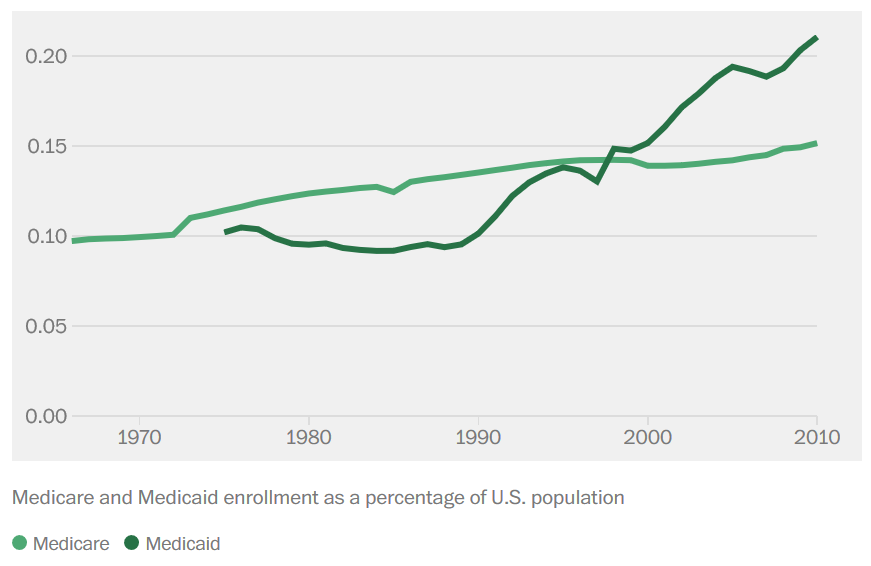 0.20
0.15
0.10
0.05
0.00
1970 1980 1990 2000 2010
Medicare and Medicaid enrollment as a percentage of U.S. population
Medicare Medicaid